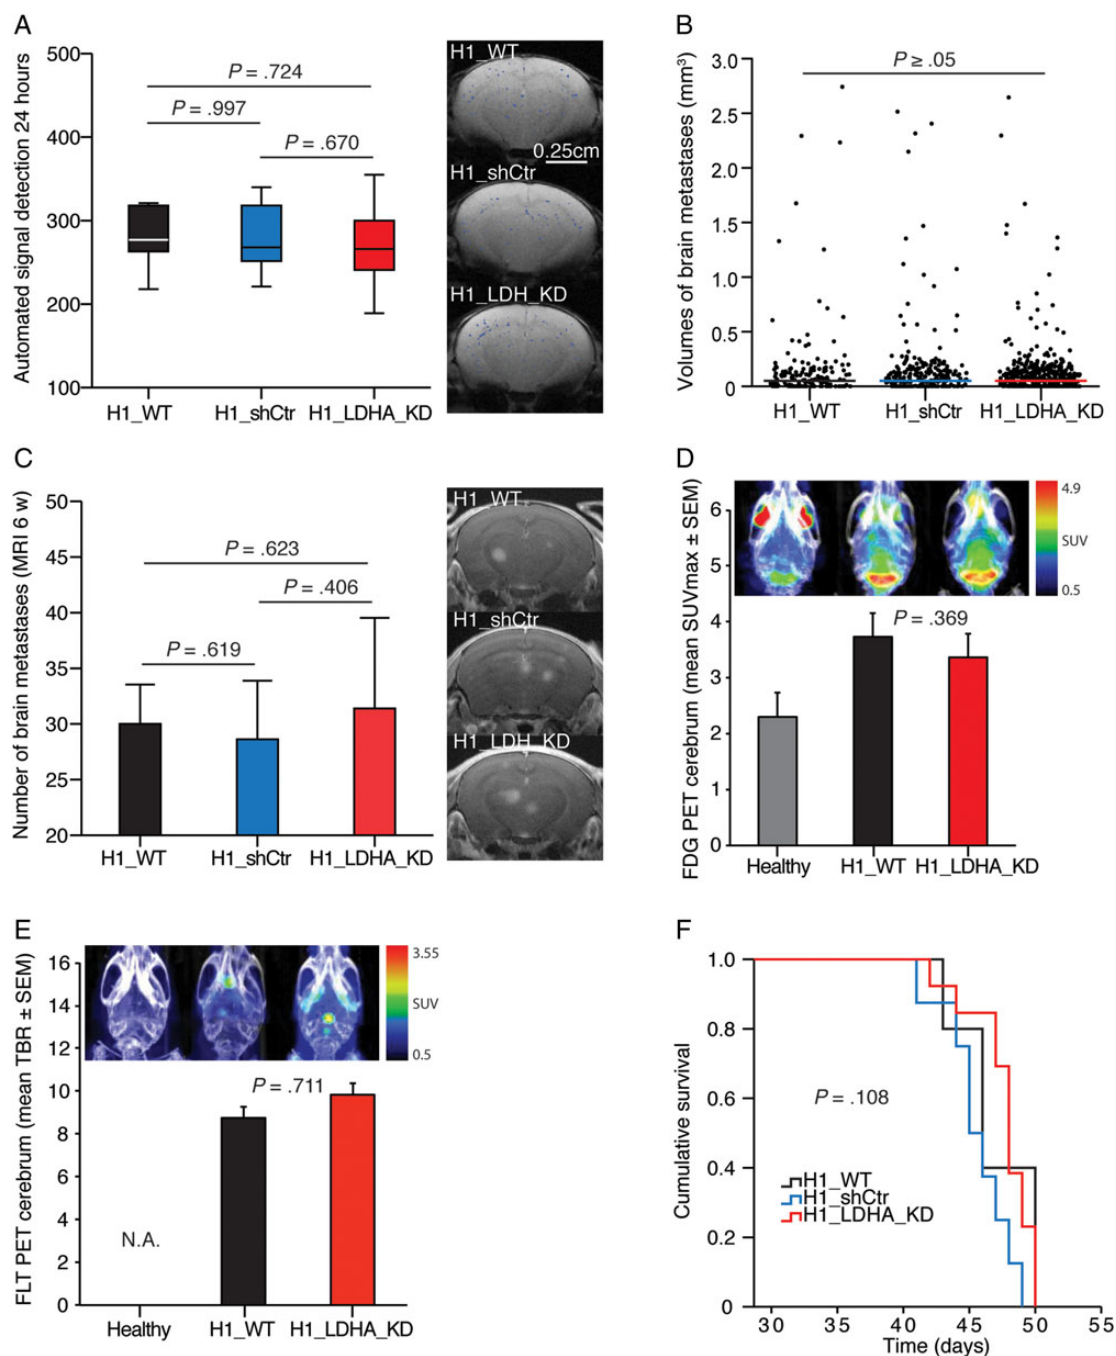 A
Automated signal detection 24 hours
500
400
300
200
100
P = .724
P = .997
P = .670
H1_WT
H1_shCtr
H1_LDHA_KD
H1_WT
0.25cm
H1_shCtr
H1_LDH_KD
B
Volumes of brain metastases (mm³)
3.0
2.5
2.0
1.5
1.0
0.5
0
P ≥ .05
H1_WT
H1_shCtr
H1_LDHA_KD
C
Number of brain metastases (MRI 6 w)
50
45
40
35
30
25
20
P = .623
P = .406
P = .619
H1_WT
H1_shCtr
H1_LDHA_KD
H1_WT
H1_shCtr
H1_LDH_KD
D
FDG PET cerebrum (mean SUVmax ± SEM)
6
5
4
3
2
1
0
4.9
SUV
0.5
P = .369
Healthy
H1_WT
H1_LDHA_KD
E
FLT PET cerebrum (mean TBR ± SEM)
16
14
12
10
8
6
4
2
0
3.55
SUV
0.5
P = .711
N.A.
Healthy
H1_WT
H1_LDHA_KD
F
Cumulative survival
1.0
0.8
0.6
0.4
0.2
0
P = .108
H1_WT
H1_shCtr
H1_LDHA_KD
30
35
40
45
50
55
Time (days)